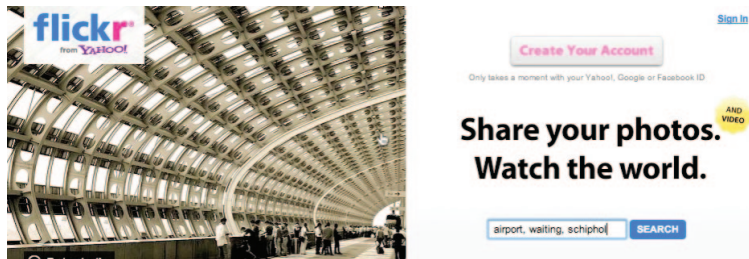 flickr
from YAHOO!
Sign In
Create Your Account
Only takes a moment with your Yahoo!, Google or Facebook ID
AND
VIDEO
Share your photos.
Watch the world.
airport, waiting, schiphol
SEARCH